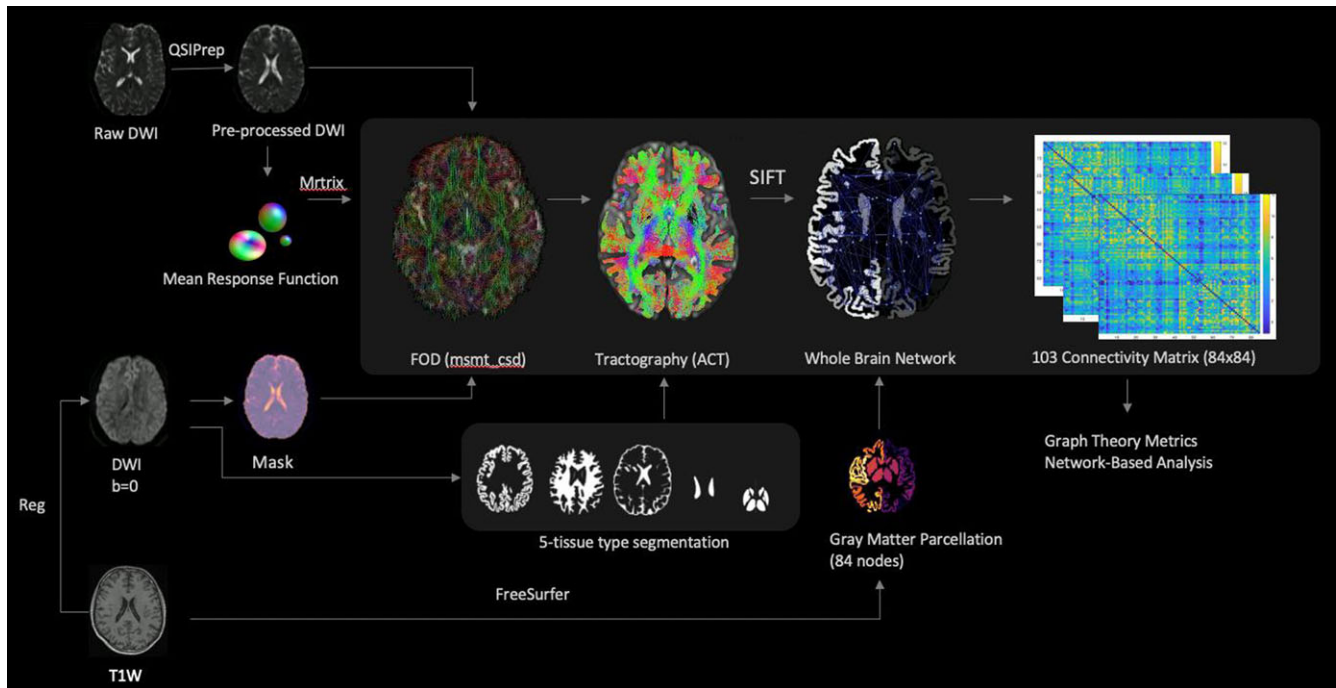 QSIPrep
Raw DWI
Pre-processed DWI
Mrtrix
SIFT
Mean Response Function
FOD (msmt_csd)
Tractography (ACT)
Whole Brain Network
103 Connectivity Matrix (84x84)
DWI
b=0
Mask
Graph Theory Metrics
Network-Based Analysis
Reg
5-tissue type segmentation
Gray Matter Parcellation
(84 nodes)
FreeSurfer
T1W